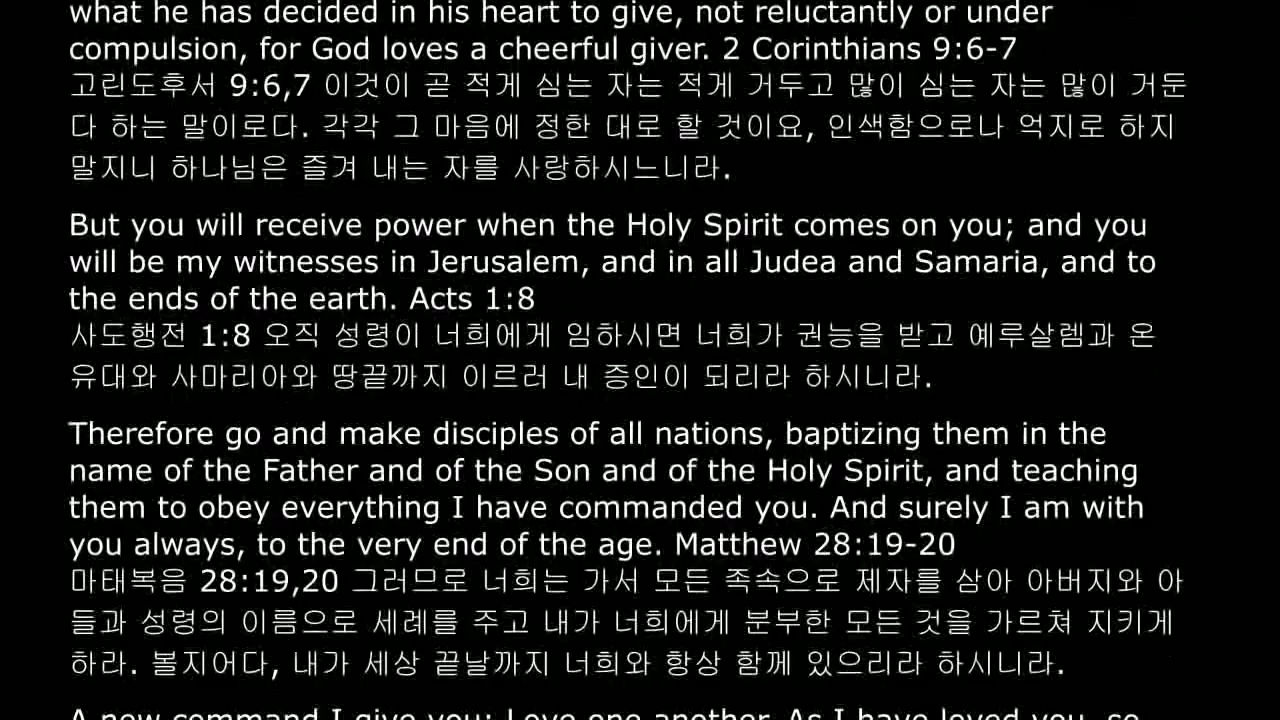 what he has decided in his heart to give, not reluctantly or under
compulsion, for God loves a cheerful giver. 2 Corinthians 9:6-7
고린도후서 9:6,7 이것이 곧 적게 심는 자는 적게 거두고 많이 심는 자는 많이 거둔
다 하는 말이로다. 각각 그 마음에 정한 대로 할 것이요, 인색함으로나 억지로 하지
말지니 하나님은 즐겨 내는 자를 사랑하시느니라.
But you will receive power when the Holy Spirit comes on you; and you
will be my witnesses in Jerusalem, and in all Judea and Samaria, and to
the ends of the earth. Acts 1:8
사도행전 1:8 오직 성령이 너희에게 임하시면 너희가 권능을 받고 예루살렘과 온
유대와 사마리아와 땅끝까지 이르러 내 증인이 되리라 하시니라.
Therefore go and make disciples of all nations, baptizing them in the
name of the Father and of the Son and of the Holy Spirit, and teaching
them to obey everything I have commanded you. And surely I am with
you always, to the very end of the age. Matthew 28:19-20
마태복음 28:19,20 그러므로 너희는 가서 모든 족속으로 제자를 삼아 아버지와 아
들과 성령의 이름으로 세례를 주고 내가 너희에게 분부한 모든 것을 가르쳐 지키게
하라. 볼지어다, 내가 세상 끝날까지 너희와 항상 함께 있으리라 하시니라.
A new command I give you: Love one another. As I have loved you, so